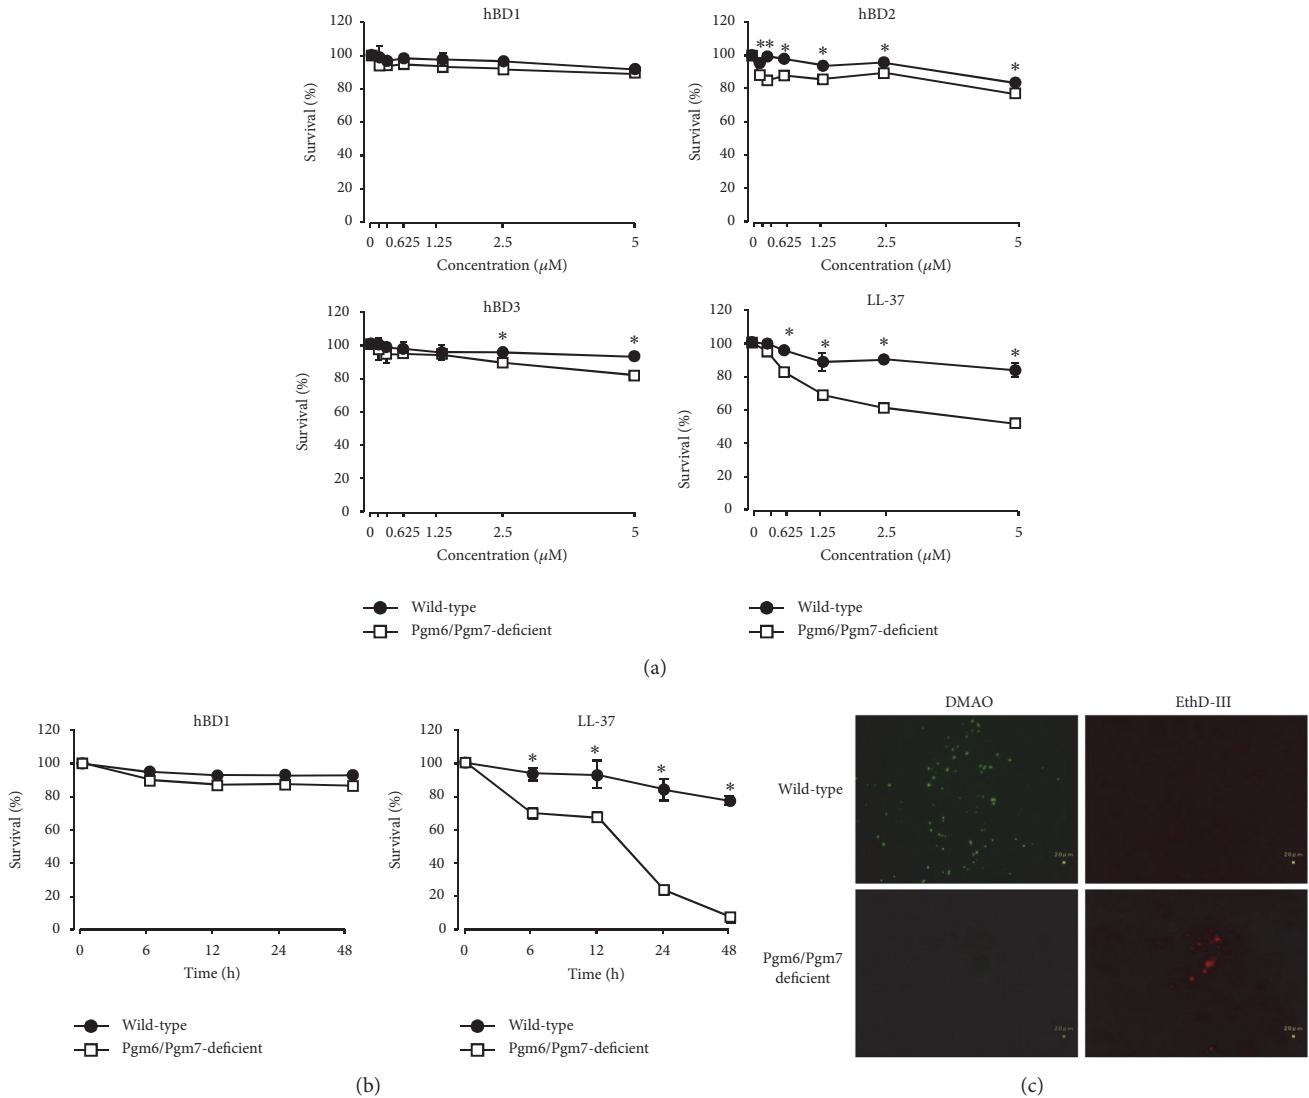 hBD1
120
100
80
60
40
20
0
Survival (%)
0 0.625 1.25 2.5 5
Concentration (μM)
hBD2
120
100
80
60
40
20
0
Survival (%)
** * * * *
0 0.625 1.25 2.5 5
Concentration (μM)
hBD3
120
100
80
60
40
20
0
Survival (%)
* *
0 0.625 1.25 2.5 5
Concentration (μM)
LL-37
120
100
80
60
40
20
0
Survival (%)
* * * *
0 0.625 1.25 2.5 5
Concentration (μM)
Wild-type
Pgm6/Pgm7-deficient
Wild-type
Pgm6/Pgm7-deficient
(a)
hBD1
120
100
80
60
40
20
0
Survival (%)
0 6 12 24 48
Time (h)
Wild-type
Pgm6/Pgm7-deficient
LL-37
120
100
80
60
40
20
0
Survival (%)
* * * *
0 6 12 24 48
Time (h)
Wild-type
Pgm6/Pgm7-deficient
(b)
DMAO
EthD-III
Wild-type
20μm
20μm
Pgm6/Pgm7
deficient
20μm
20μm
(c)